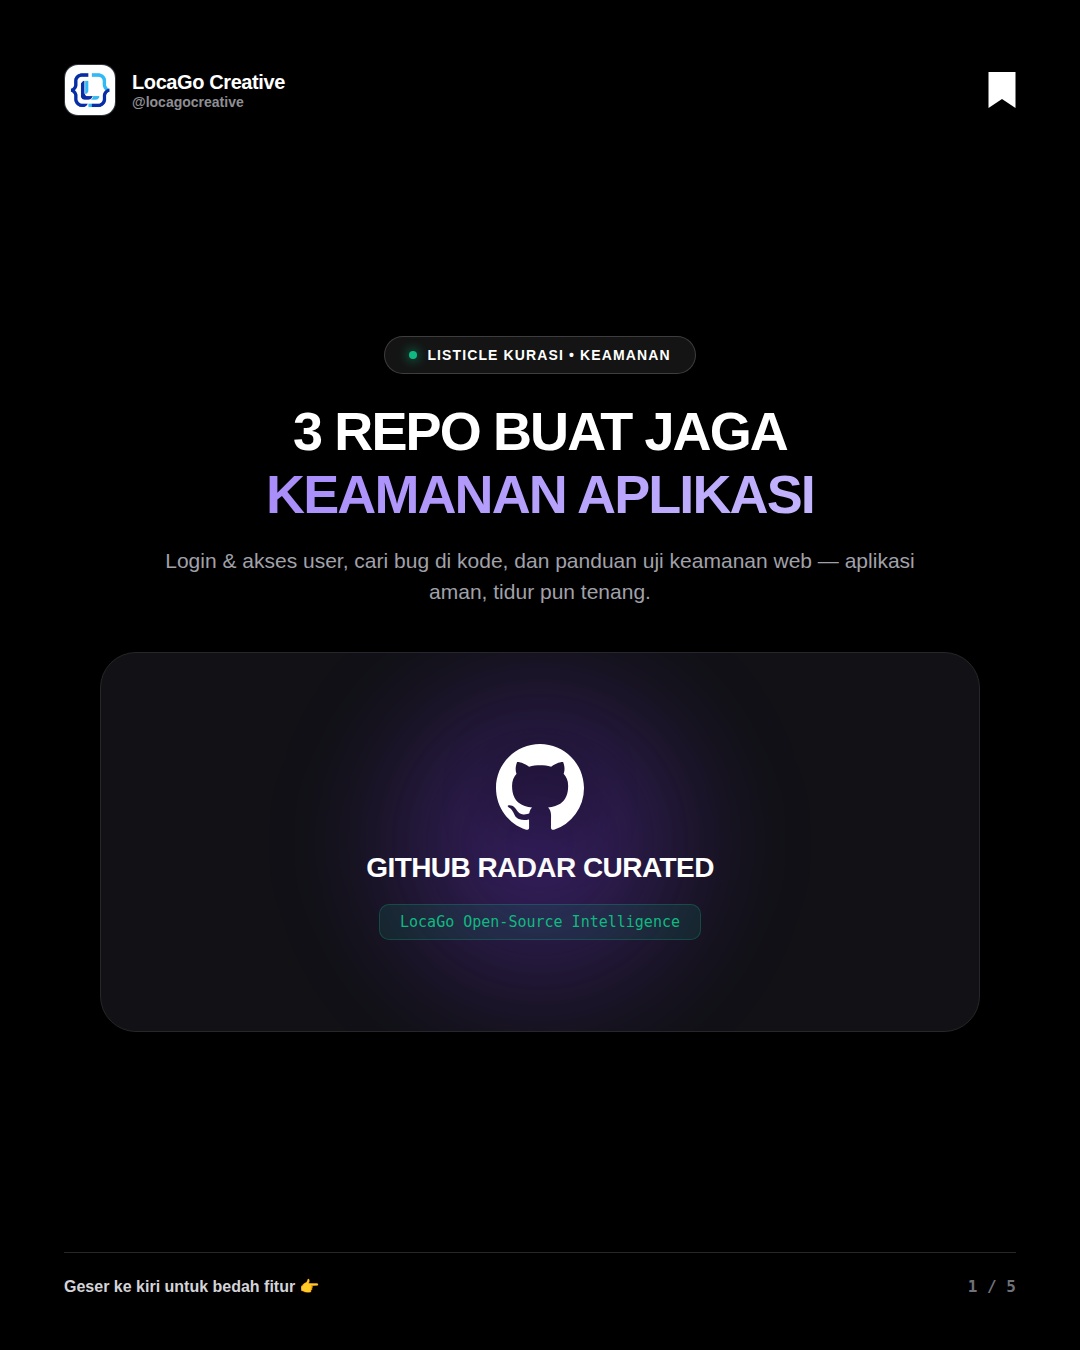 LocaGo Creative
@locagocreative
LISTICLE KURASI • KEAMANAN
3 REPO BUAT JAGA
KEAMANAN APLIKASI
Login & akses user, cari bug di kode, dan panduan uji keamanan web — aplikasi
aman, tidur pun tenang.
GITHUB RADAR CURATED
LocaGo Open-Source Intelligence
Geser ke kiri untuk bedah fitur 👉
1 / 5